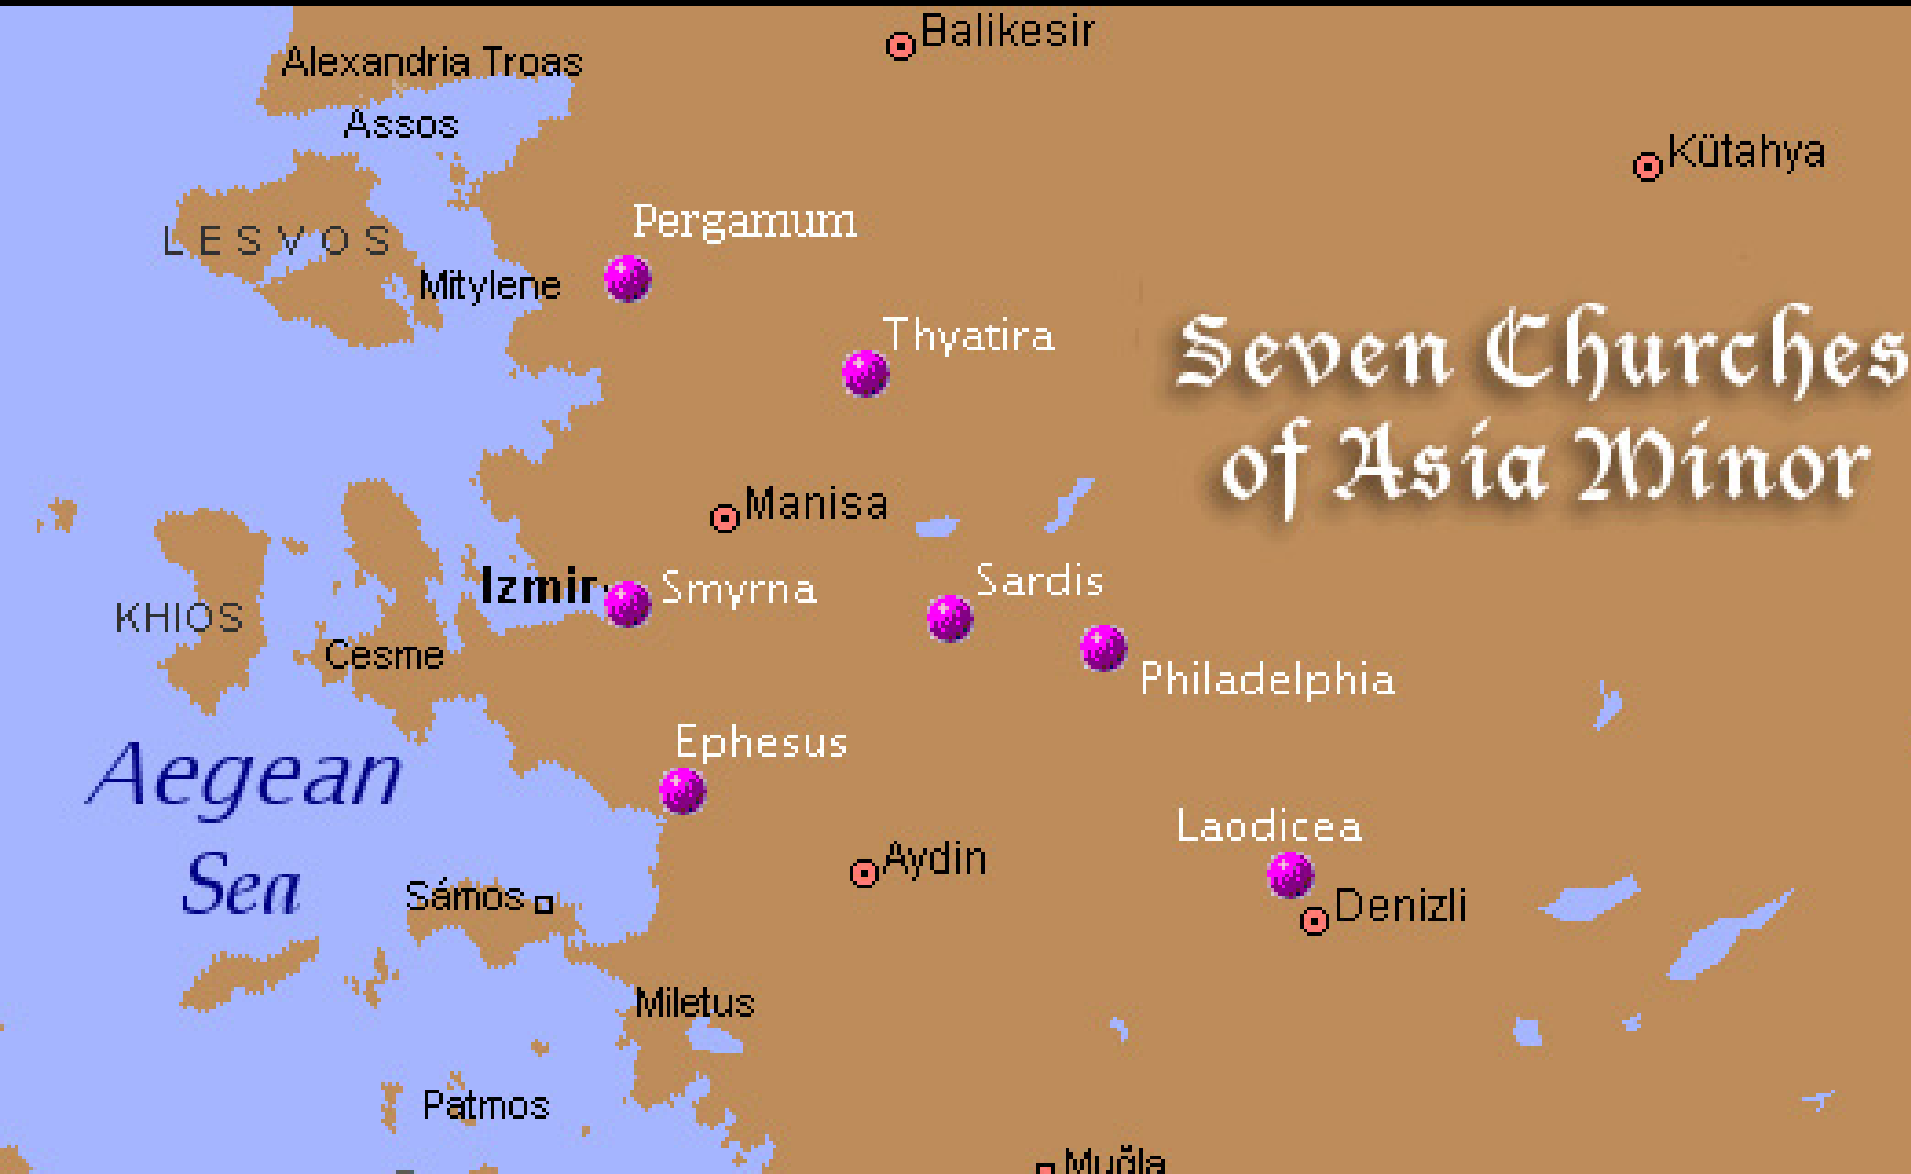 Balikesir
Alexandria Troas
Assos
Kütahya
Pergamum
LESVOS
Mitylene
Thyatira
Seven Churches
of Asia Minor
Manisa
Izmir
Smyrna
Sardis
KHIOS
Cesme
Philadelphia
Ephesus
Aegean
Sea
Laodicea
Aydin
Sámos
Denizli
Miletus
Patmos
Muğla